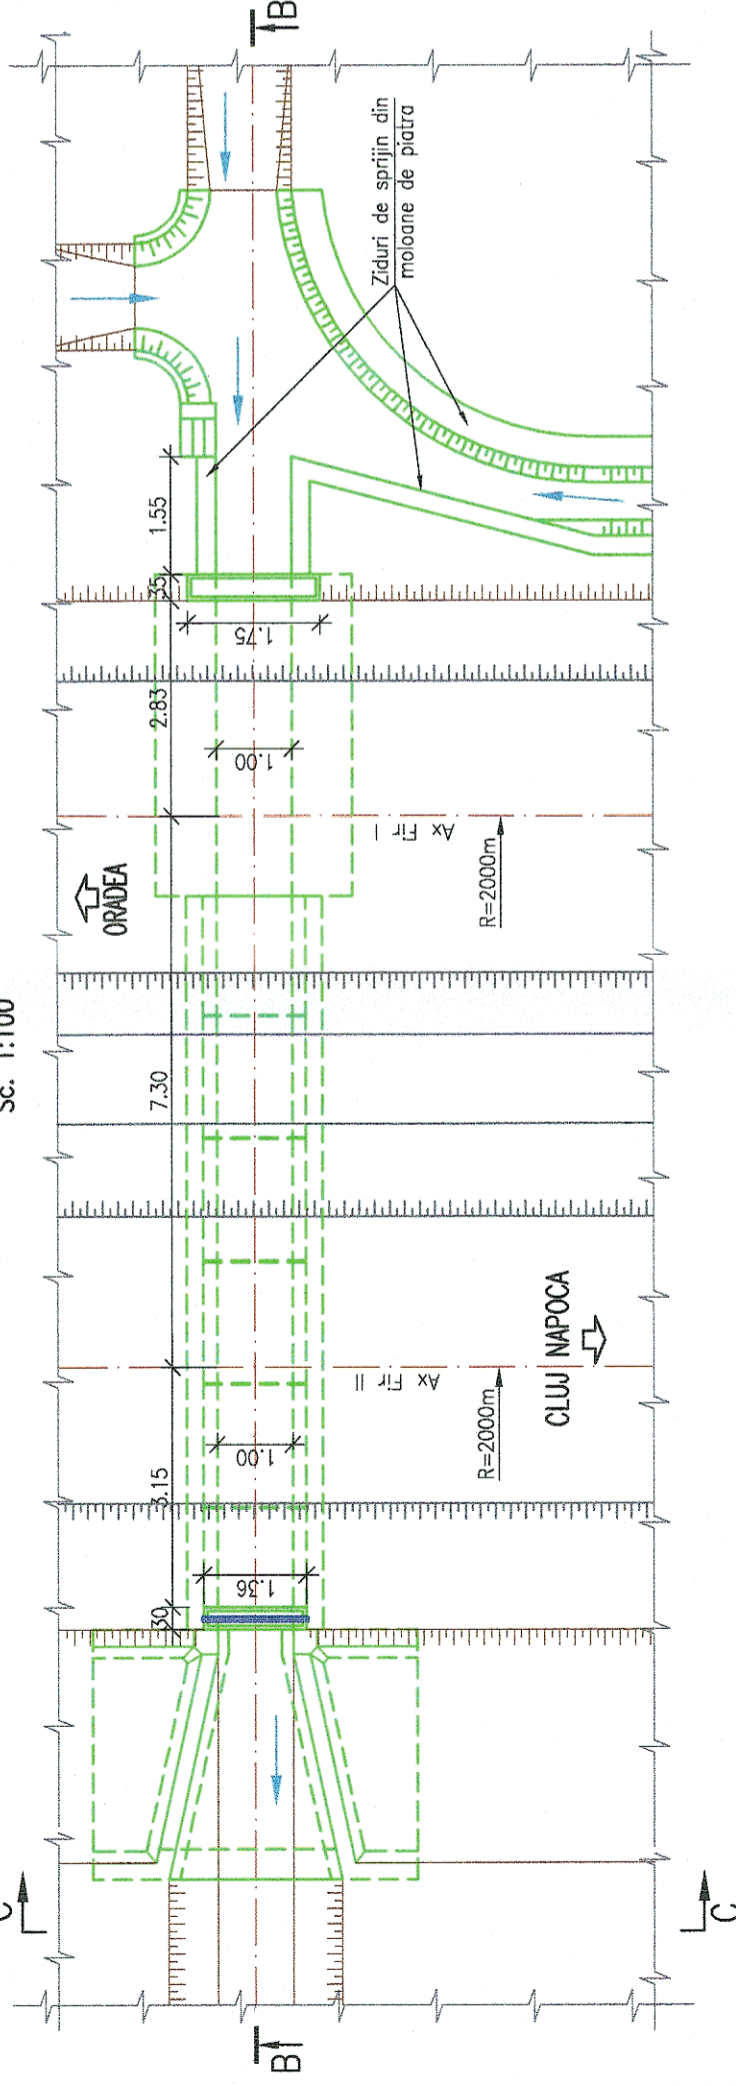 Sc. 1:100
B
Ziduri de sprijin din
moloane de piatra
1.55
35
1.75
2.83
1.00
Ax Fir I
R=2000m
ORADEA
7.30
CLUJ NAPOCA
Ax Fir II
R=2000m
1.00
3.15
1.36
30
C
C
B